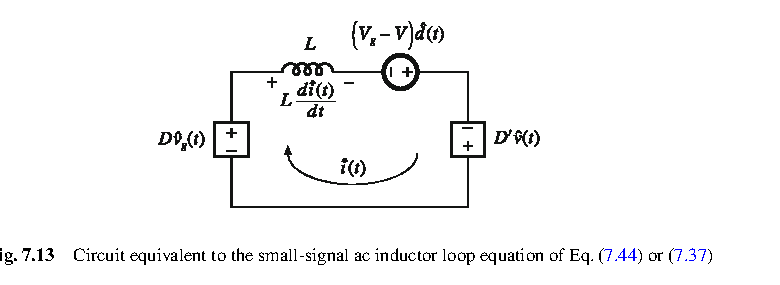 L (V_g – V)d̂(t)
+ –
L dî(t)/dt
– +
Dv̂_g(t) + –
– + D′v̂(t)
î(t)
ig. 7.13 Circuit equivalent to the small-signal ac inductor loop equation of Eq. (7.44) or (7.37)